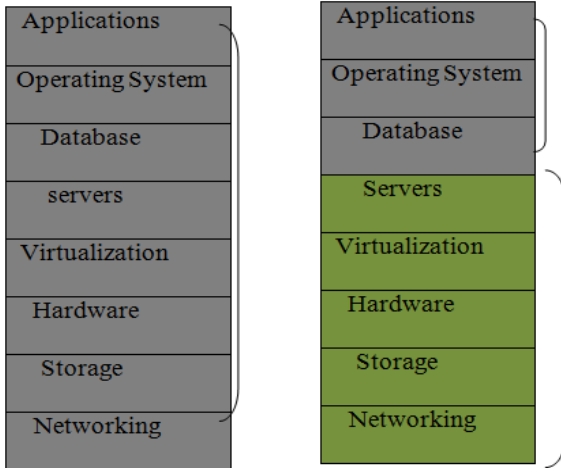 Applications
Operating System
Database
servers
Virtualization
Hardware
Storage
Networking
Applications
Operating System
Database
Servers
Virtualization
Hardware
Storage
Networking